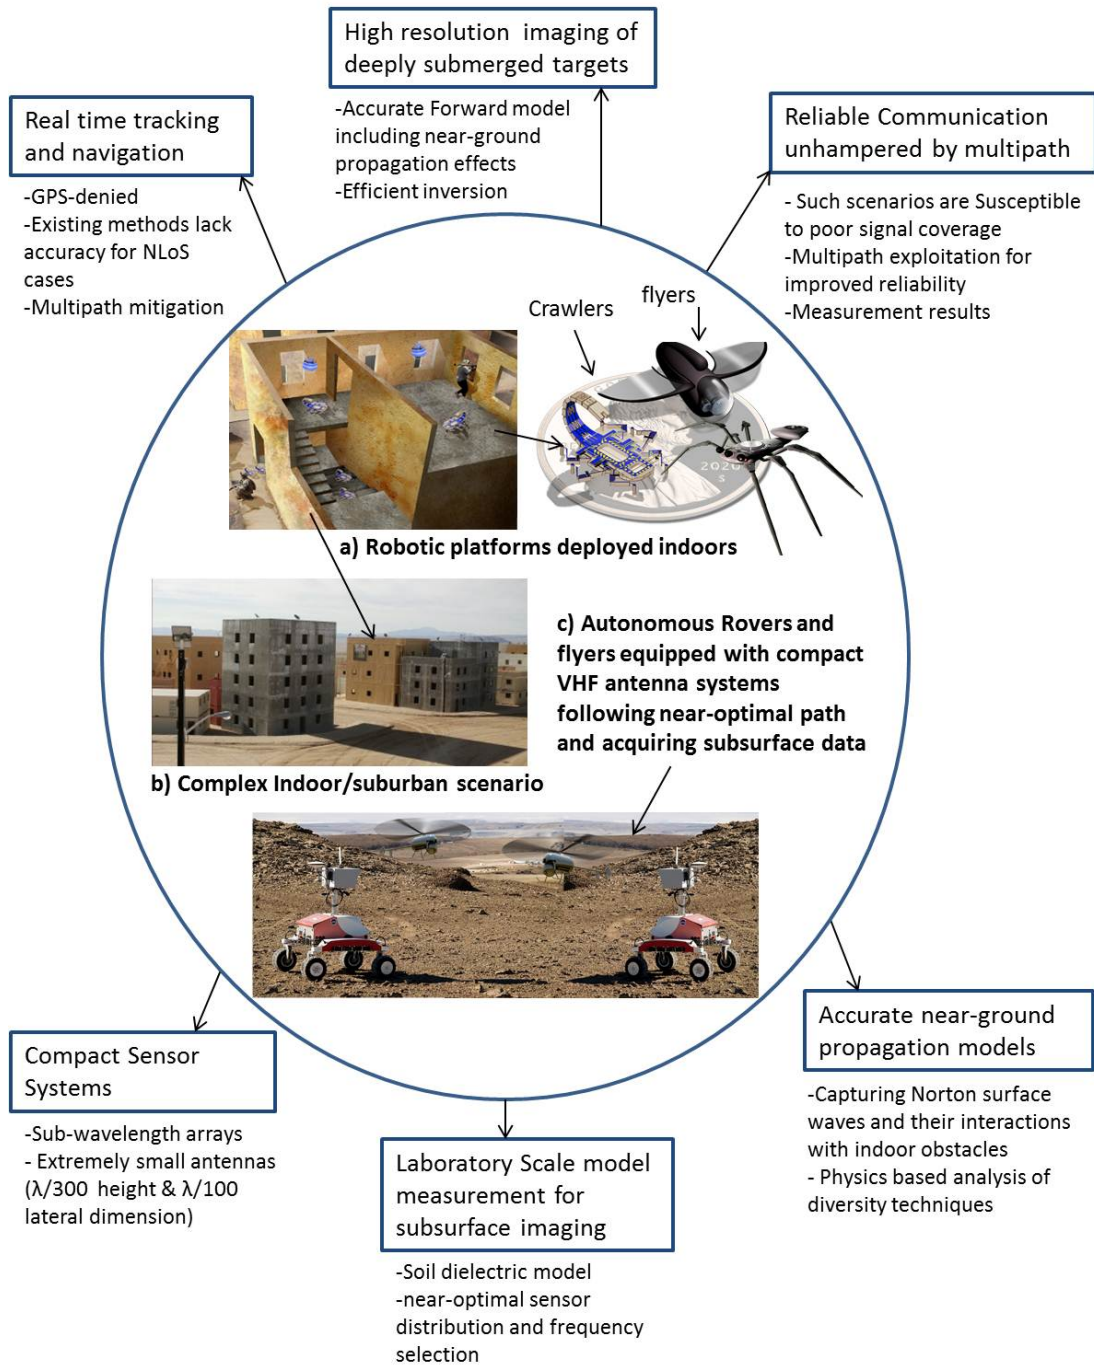 High resolution imaging of
deeply submerged targets
-Accurate Forward model
including near-ground
propagation effects
-Efficient inversion
Real time tracking
and navigation
-GPS-denied
-Existing methods lack
accuracy for NLoS
cases
-Multipath mitigation
Reliable Communication
unhampered by multipath
- Such scenarios are Susceptible
to poor signal coverage
-Multipath exploitation for
improved reliability
-Measurement results
Crawlers
flyers
2020
S
a) Robotic platforms deployed indoors
b) Complex Indoor/suburban scenario
c) Autonomous Rovers and
flyers equipped with compact
VHF antenna systems
following near-optimal path
and acquiring subsurface data
Compact Sensor
Systems
-Sub-wavelength arrays
- Extremely small antennas
(λ/300 height & λ/100
lateral dimension)
Laboratory Scale model
measurement for
subsurface imaging
-Soil dielectric model
-near-optimal sensor
distribution and frequency
selection
Accurate near-ground
propagation models
-Capturing Norton surface
waves and their interactions
with indoor obstacles
- Physics based analysis of
diversity techniques